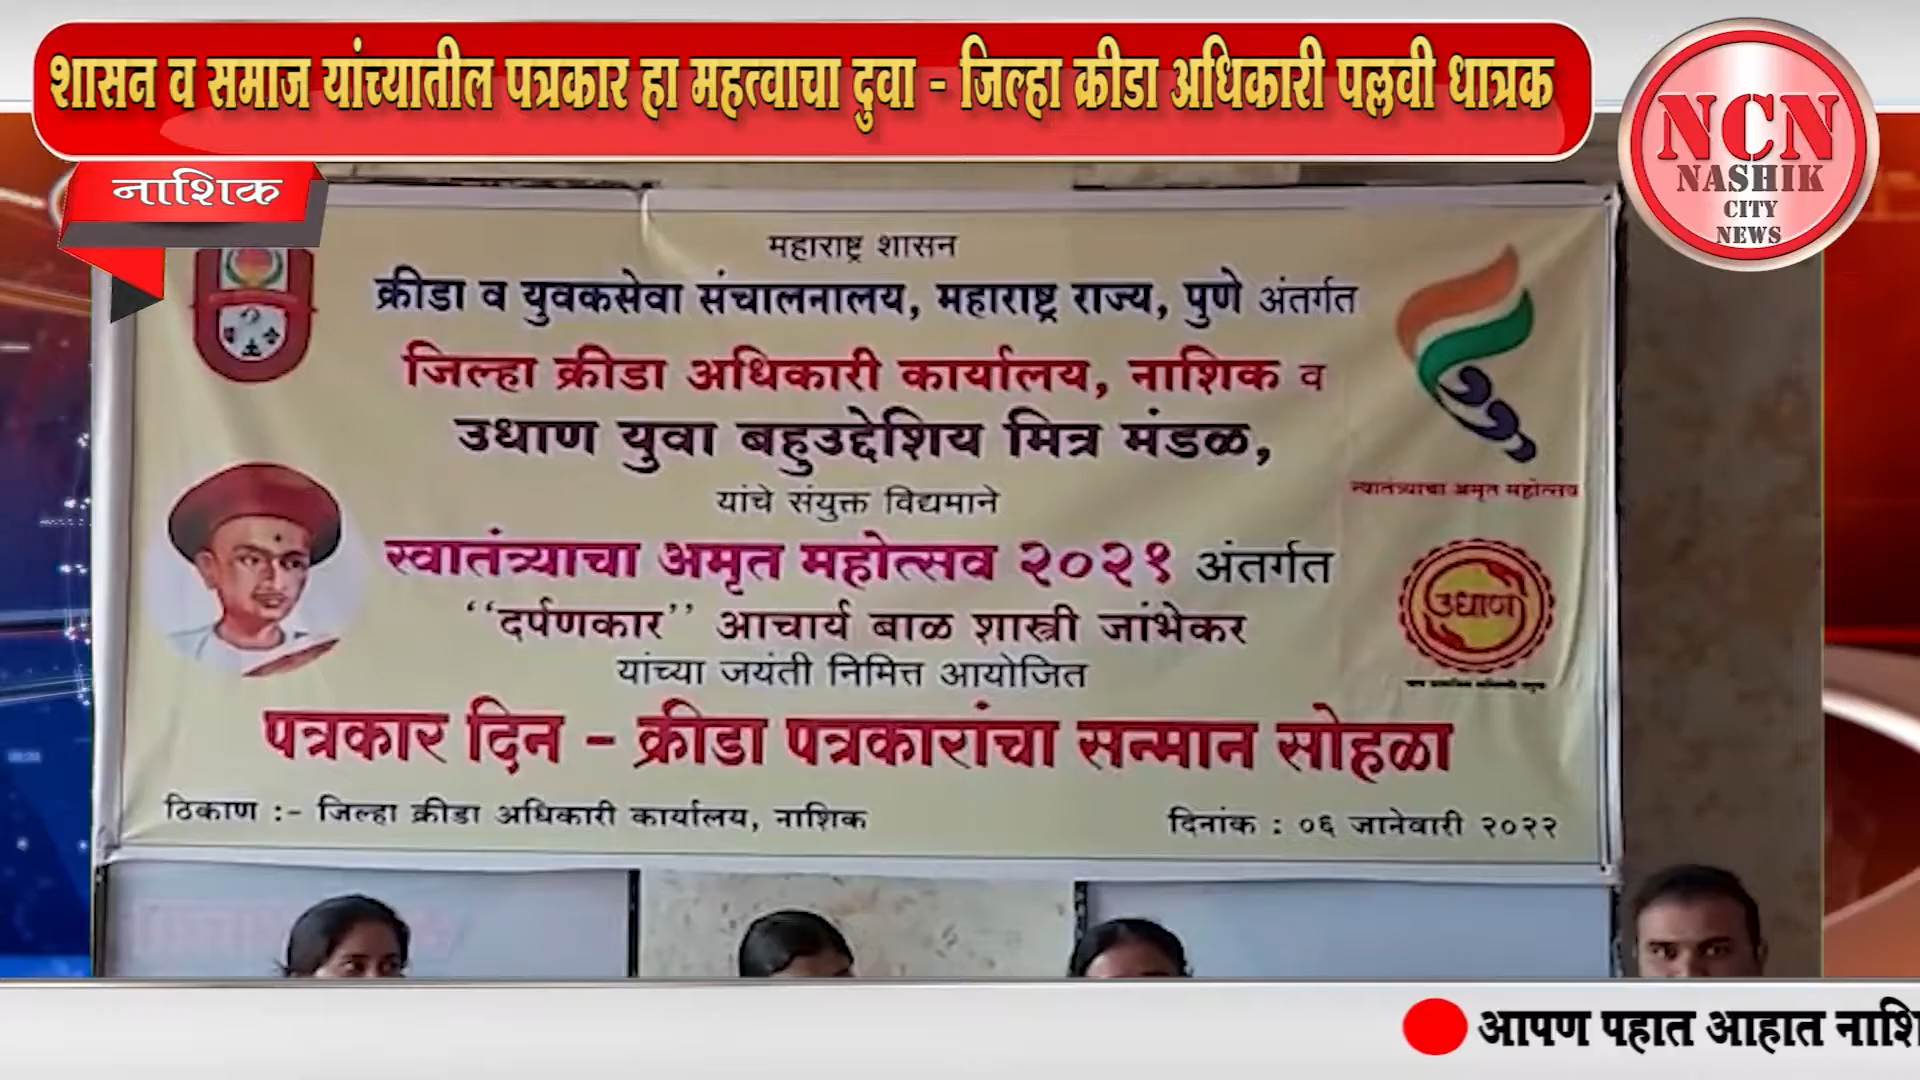 शासन व समाज यांच्यातील पत्रकार हा महत्वाचा दुवा - जिल्हा क्रीडा अधिकारी पल्लवी धात्रक
NCN
NASHIK
CITY
NEWS
नाशिक
महाराष्ट्र शासन
क्रीडा व युवकसेवा संचालनालय, महाराष्ट्र राज्य, पुणे अंतर्गत
जिल्हा क्रीडा अधिकारी कार्यालय, नाशिक व
उधाण युवा बहुउद्देशिय मित्र मंडळ,
यांचे संयुक्त विद्यमाने
स्वातंत्र्याचा अमृत महोत्सव
स्वातंत्र्याचा अमृत महोत्सव २०२१ अंतर्गत
उधाण
“दर्पणकार” आचार्य बाळ शास्त्री जांभेकर
यांच्या जयंती निमित्त आयोजित
पत्रकार दिन - क्रीडा पत्रकारांचा सन्मान सोहळा
ठिकाण :- जिल्हा क्रीडा अधिकारी कार्यालय, नाशिक
दिनांक : ०६ जानेवारी २०२२
आपण पहात आहात नाशि